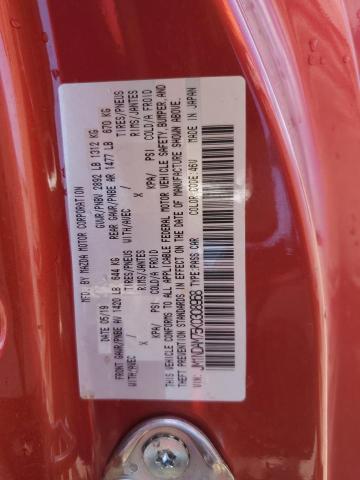 MFD. BY MAZDA MOTOR CORPORATION
DATE 05/19 GVWR/PNBV 2892 LB 1312 KG
FRONT GAWR/PNBE AV 1420 LB 644 KG REAR GAWR/PNBE AR 1477 LB 670 KG
WITH/AVEC TIRES/PNEUS WITH/AVEC TIRES/PNEUS
X RIMS/JANTES X RIMS/JANTES
KPA/ PSI COLD/A FROID KPA/ PSI COLD/A FROID
THIS VEHICLE CONFORMS TO ALL APPLICABLE FEDERAL MOTOR VEHICLE SAFETY, BUMPER, AND
THEFT PREVENTION STANDARDS IN EFFECT ON THE DATE OF MANUFACTURE SHOWN ABOVE.
COLOR CODE:46V MADE IN JAPAN
VIN: TYPE:PASS CAR